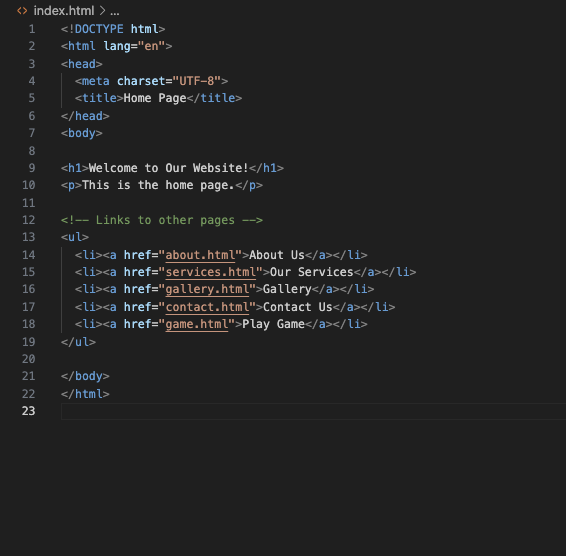 <> index.html > ...
1 <!DOCTYPE html>
2 <html lang="en">
3 <head>
4   <meta charset="UTF-8">
5   <title>Home Page</title>
6 </head>
7 <body>
8
9 <h1>Welcome to Our Website!</h1>
10 <p>This is the home page.</p>
11
12 <!-- Links to other pages -->
13 <ul>
14   <li><a href="about.html">About Us</a></li>
15   <li><a href="services.html">Our Services</a></li>
16   <li><a href="gallery.html">Gallery</a></li>
17   <li><a href="contact.html">Contact Us</a></li>
18   <li><a href="game.html">Play Game</a></li>
19 </ul>
20
21 </body>
22 </html>
23